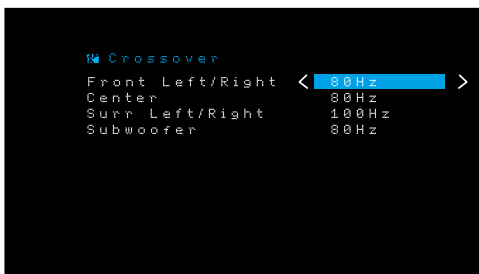 Crossover
Front Left/Right < 80Hz >
Center 80Hz
Surr Left/Right 100Hz
Subwoofer 80Hz